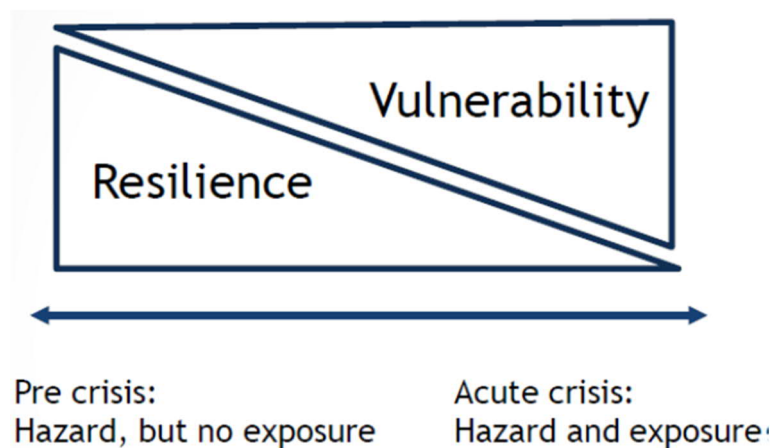 Vulnerability
Resilience
Pre crisis:
Hazard, but no exposure
Acute crisis:
Hazard and exposure